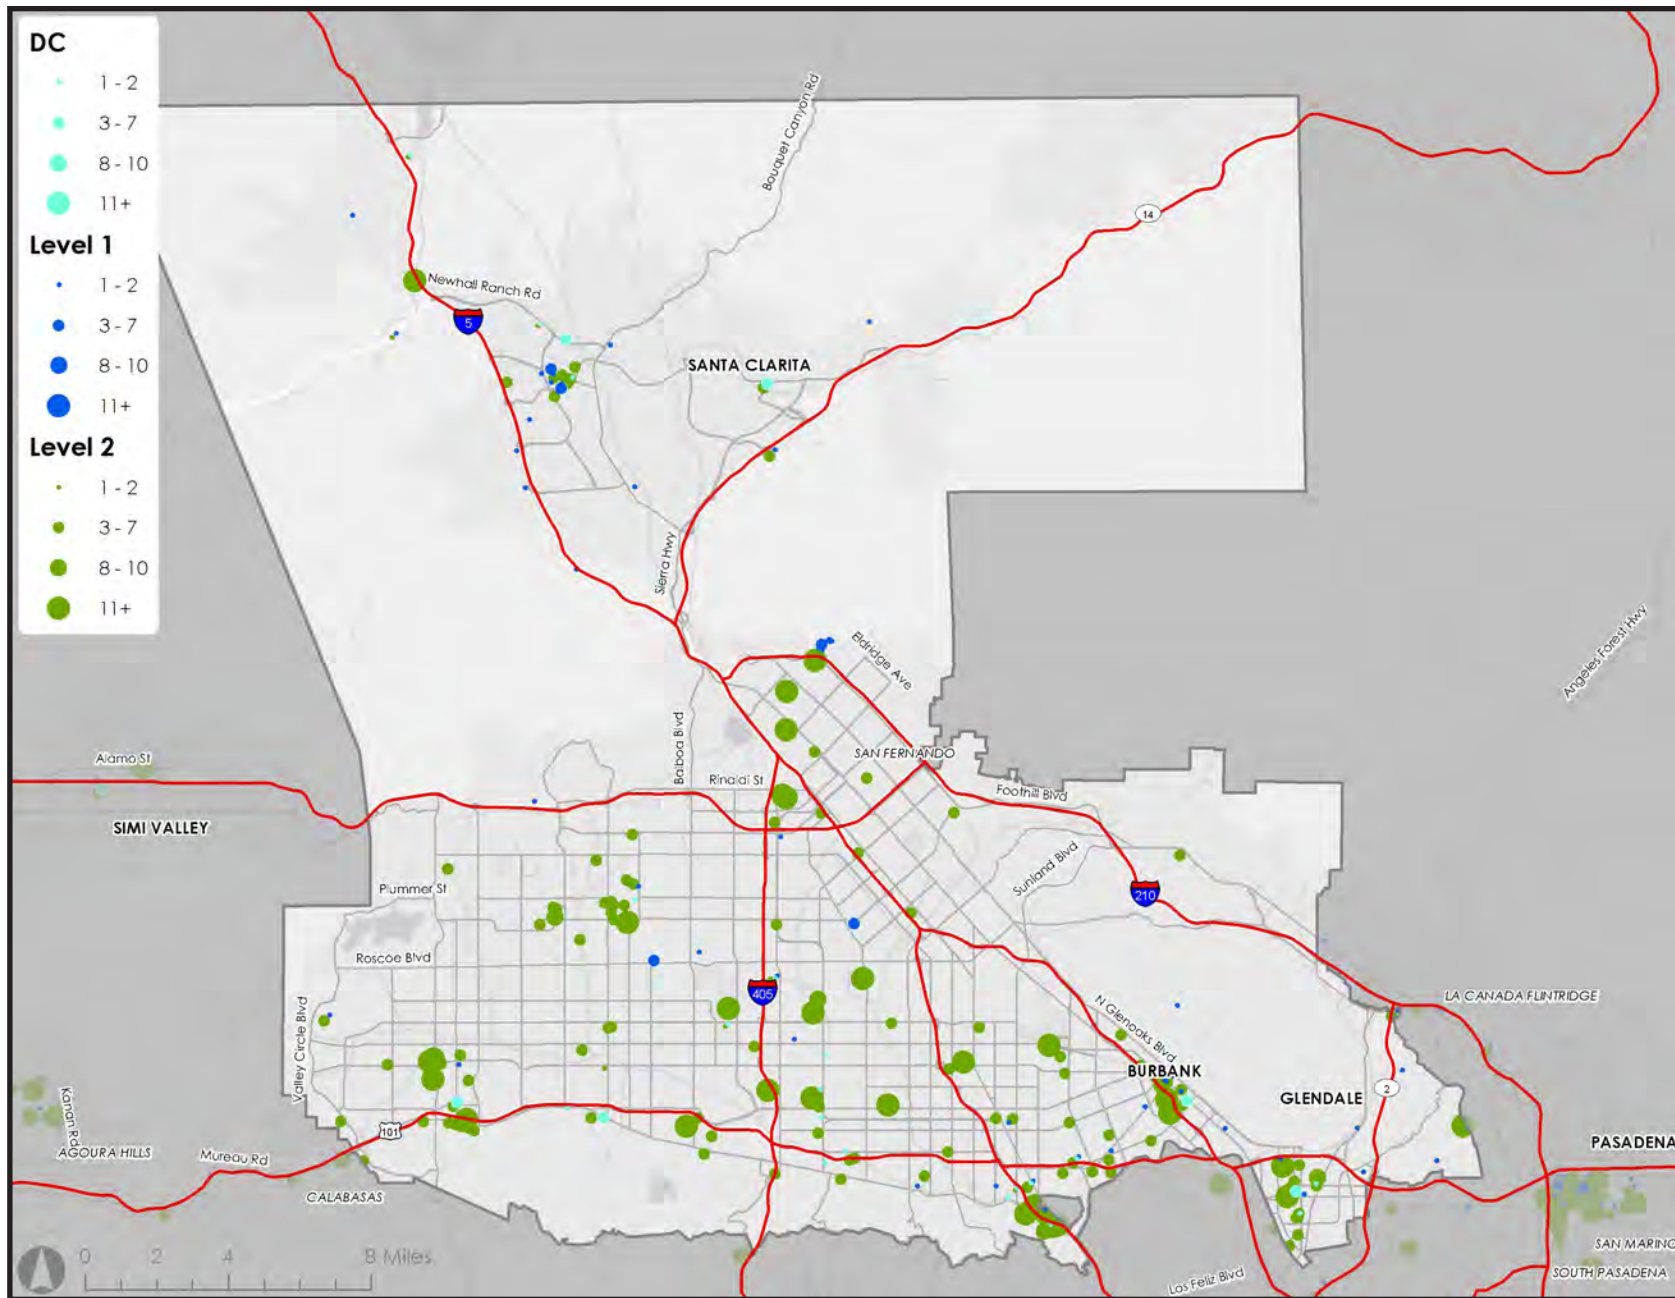 DC
1 - 2
3 - 7
8 - 10
11+
Level 1
1 - 2
3 - 7
8 - 10
11+
Level 2
1 - 2
3 - 7
8 - 10
11+
Bouquet Canyon Rd
14
Newhall Ranch Rd
5
SANTA CLARITA
Sierra Hwy
Eldridge Ave
Angeles Forest Hwy
Balboa Blvd
SAN FERNANDO
Alamo St
Rinaldi St
Foothill Blvd
SIMI VALLEY
Sunland Blvd
Plummer St
210
Roscoe Blvd
405
LA CANADA FLINTRIDGE
Valley Circle Blvd
N Glenoaks Blvd
BURBANK
GLENDALE
2
Kanan Rd
101
AGOURA HILLS
Mureau Rd
PASADENA
CALABASAS
SAN MARINO
0 2 4 8 Miles
Los Feliz Blvd
SOUTH PASADENA